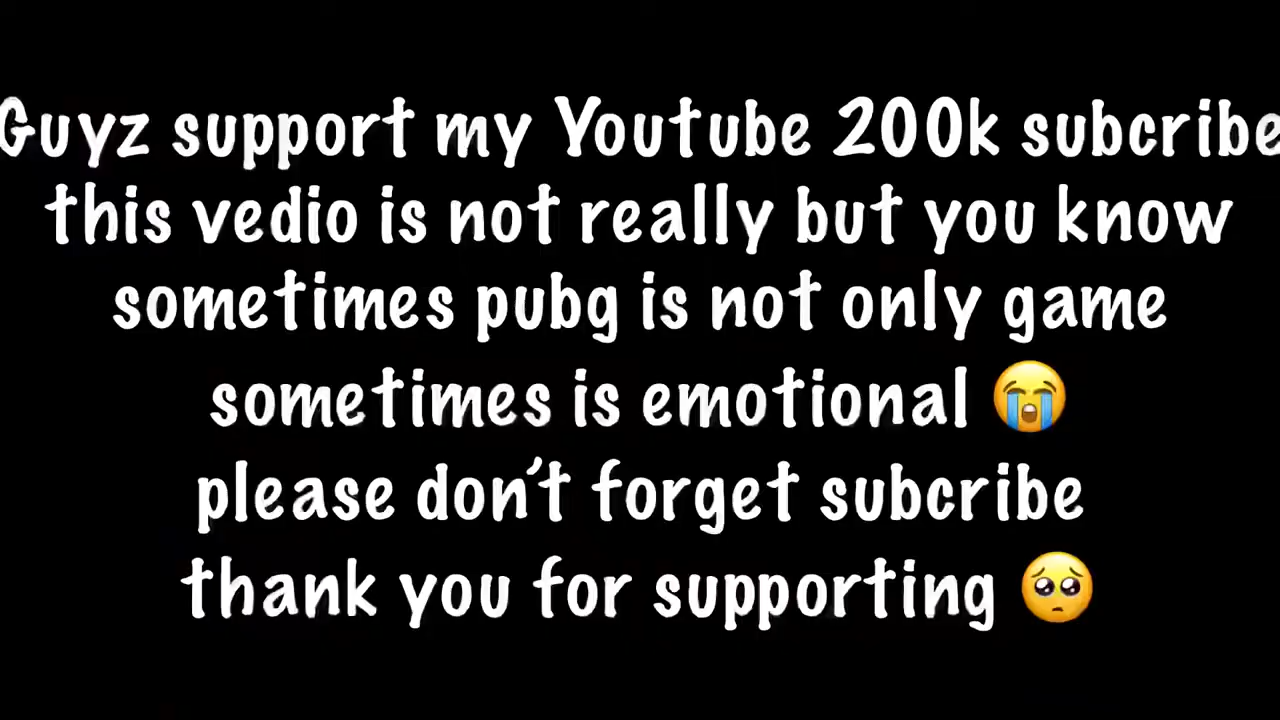 Guyz support my Youtube 200k subcribe
this vedio is not really but you know
sometimes pubg is not only game
sometimes is emotional 😭
please don't forget subcribe
thank you for supporting 🥺